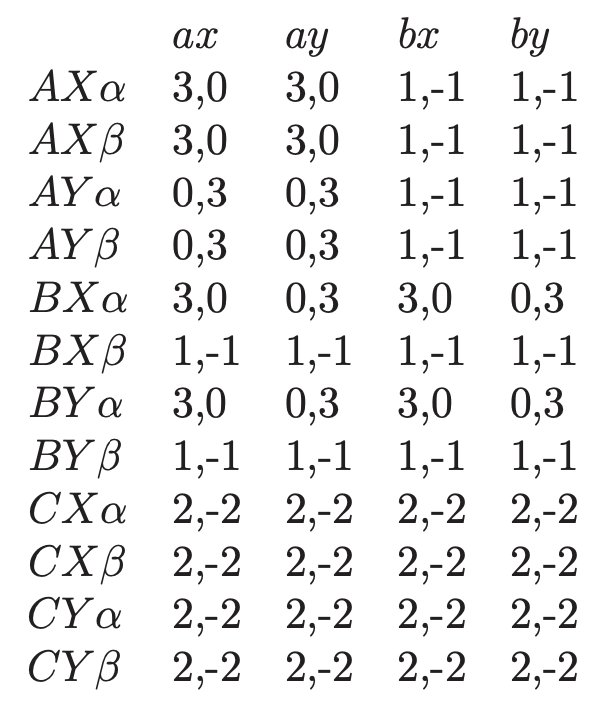 ax ay bx by
AXα 3,0 3,0 1,-1 1,-1
AXβ 3,0 3,0 1,-1 1,-1
AYα 0,3 0,3 1,-1 1,-1
AYβ 0,3 0,3 1,-1 1,-1
BXα 3,0 0,3 3,0 0,3
BXβ 1,-1 1,-1 1,-1 1,-1
BYα 3,0 0,3 3,0 0,3
BYβ 1,-1 1,-1 1,-1 1,-1
CXα 2,-2 2,-2 2,-2 2,-2
CXβ 2,-2 2,-2 2,-2 2,-2
CYα 2,-2 2,-2 2,-2 2,-2
CYβ 2,-2 2,-2 2,-2 2,-2